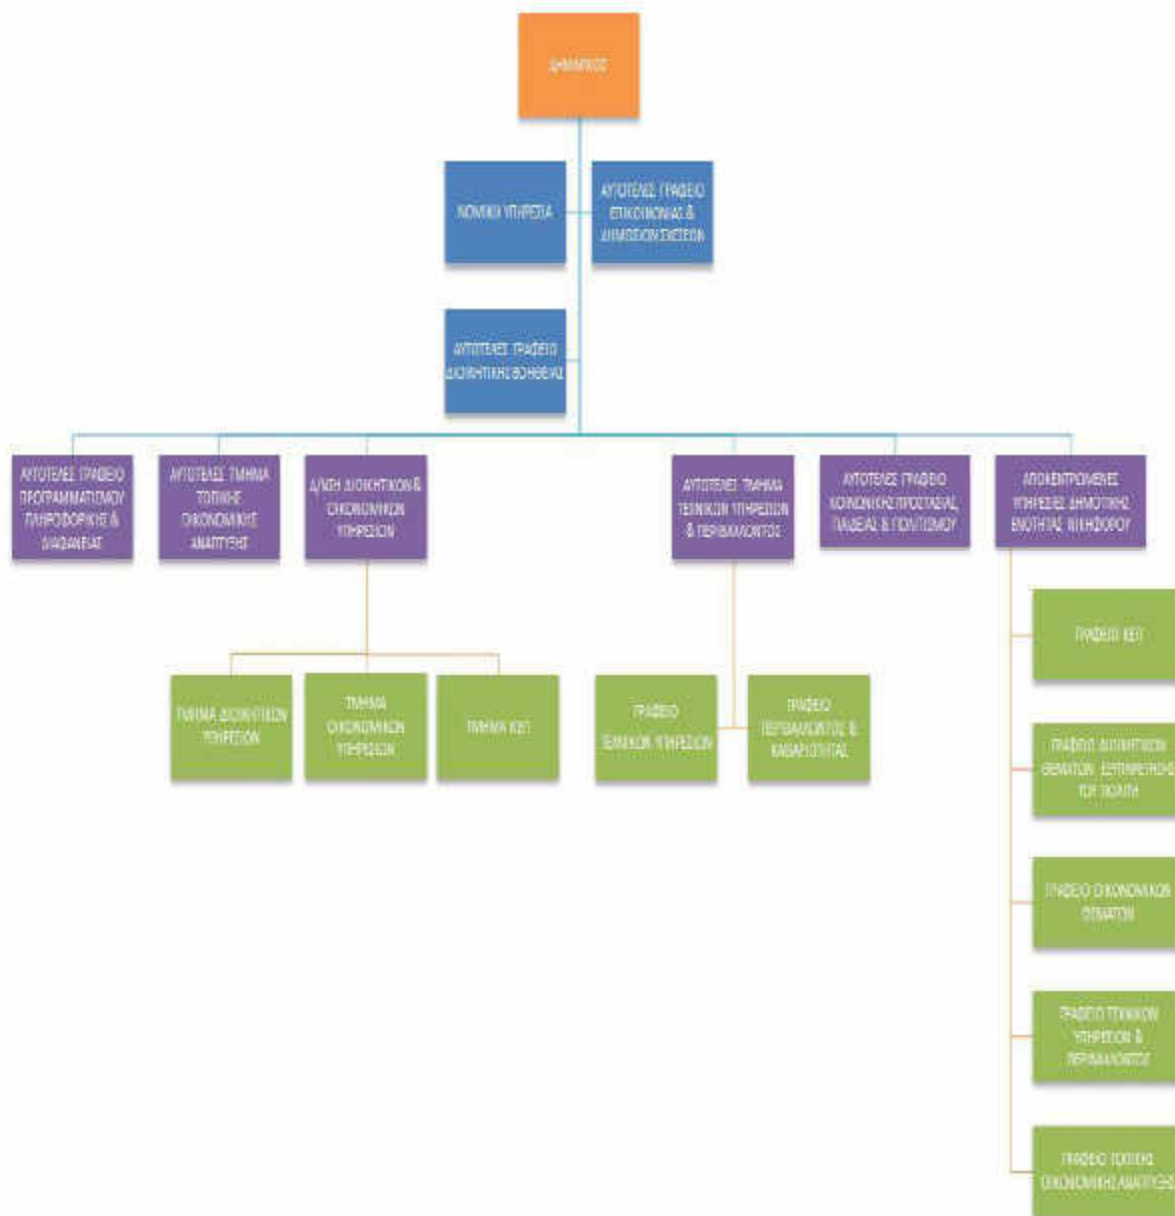 ΔΗΜΑΡΧΟΣ
ΝΟΜΙΚΗ ΥΠΗΡΕΣΙΑ
ΑΥΤΟΤΕΛΕΣ ΓΡΑΦΕΙΟ
ΕΠΙΚΟΙΝΩΝΙΑΣ &
ΔΗΜΟΣΙΩΝ ΣΧΕΣΕΩΝ
ΑΥΤΟΤΕΛΕΣ ΓΡΑΦΕΙΟ
ΔΙΟΙΚΗΤΙΚΗΣ ΒΟΗΘΕΙΑΣ
ΑΥΤΟΤΕΛΕΣ ΓΡΑΦΕΙΟ
ΠΡΟΓΡΑΜΜΑΤΙΣΜΟΥ
ΠΛΗΡΟΦΟΡΙΚΗΣ &
ΔΙΑΦΑΝΕΙΑΣ
ΑΥΤΟΤΕΛΕΣ ΤΜΗΜΑ
ΤΟΠΙΚΗΣ
ΟΙΚΟΝΟΜΙΚΗΣ
ΑΝΑΠΤΥΞΗΣ
Δ/ΝΣΗ ΔΙΟΙΚΗΤΙΚΩΝ &
ΟΙΚΟΝΟΜΙΚΩΝ
ΥΠΗΡΕΣΙΩΝ
ΑΥΤΟΤΕΛΕΣ ΤΜΗΜΑ
ΤΕΧΝΙΚΩΝ ΥΠΗΡΕΣΙΩΝ
& ΠΕΡΙΒΑΛΛΟΝΤΟΣ
ΑΥΤΟΤΕΛΕΣ ΓΡΑΦΕΙΟ
ΚΟΙΝΩΝΙΚΗΣ ΠΡΟΣΤΑΣΙΑΣ,
ΠΑΙΔΕΙΑΣ & ΠΟΛΙΤΙΣΜΟΥ
ΑΠΟΚΕΝΤΡΩΜΕΝΕΣ
ΥΠΗΡΕΣΙΕΣ ΔΗΜΟΤΙΚΗΣ
ΕΝΟΤΗΤΑΣ ΝΙΚΗΦΟΡΟΥ
ΤΜΗΜΑ ΔΙΟΙΚΗΤΙΚΩΝ
ΥΠΗΡΕΣΙΩΝ
ΤΜΗΜΑ
ΟΙΚΟΝΟΜΙΚΩΝ
ΥΠΗΡΕΣΙΩΝ
ΤΜΗΜΑ ΚΕΠ
ΓΡΑΦΕΙΟ
ΤΕΧΝΙΚΩΝ ΥΠΗΡΕΣΙΩΝ
ΓΡΑΦΕΙΟ
ΠΕΡΙΒΑΛΛΟΝΤΟΣ &
ΚΑΘΑΡΙΟΤΗΤΑΣ
ΓΡΑΦΕΙΟ ΚΕΠ
ΓΡΑΦΕΙΟ ΔΙΟΙΚΗΤΙΚΩΝ
ΘΕΜΑΤΩΝ ΕΞΥΠΗΡΕΤΗΣΗΣ
ΤΟΥ ΠΟΛΙΤΗ
ΓΡΑΦΕΙΟ ΟΙΚΟΝΟΜΙΚΩΝ
ΘΕΜΑΤΩΝ
ΓΡΑΦΕΙΟ ΤΕΧΝΙΚΩΝ
ΥΠΗΡΕΣΙΩΝ &
ΠΕΡΙΒΑΛΟΝΤΟΣ
ΓΡΑΦΕΙΟ ΤΟΠΙΚΗΣ
ΟΙΚΟΝΟΜΙΚΗΣ ΑΝΑΠΤΥΞΗΣ